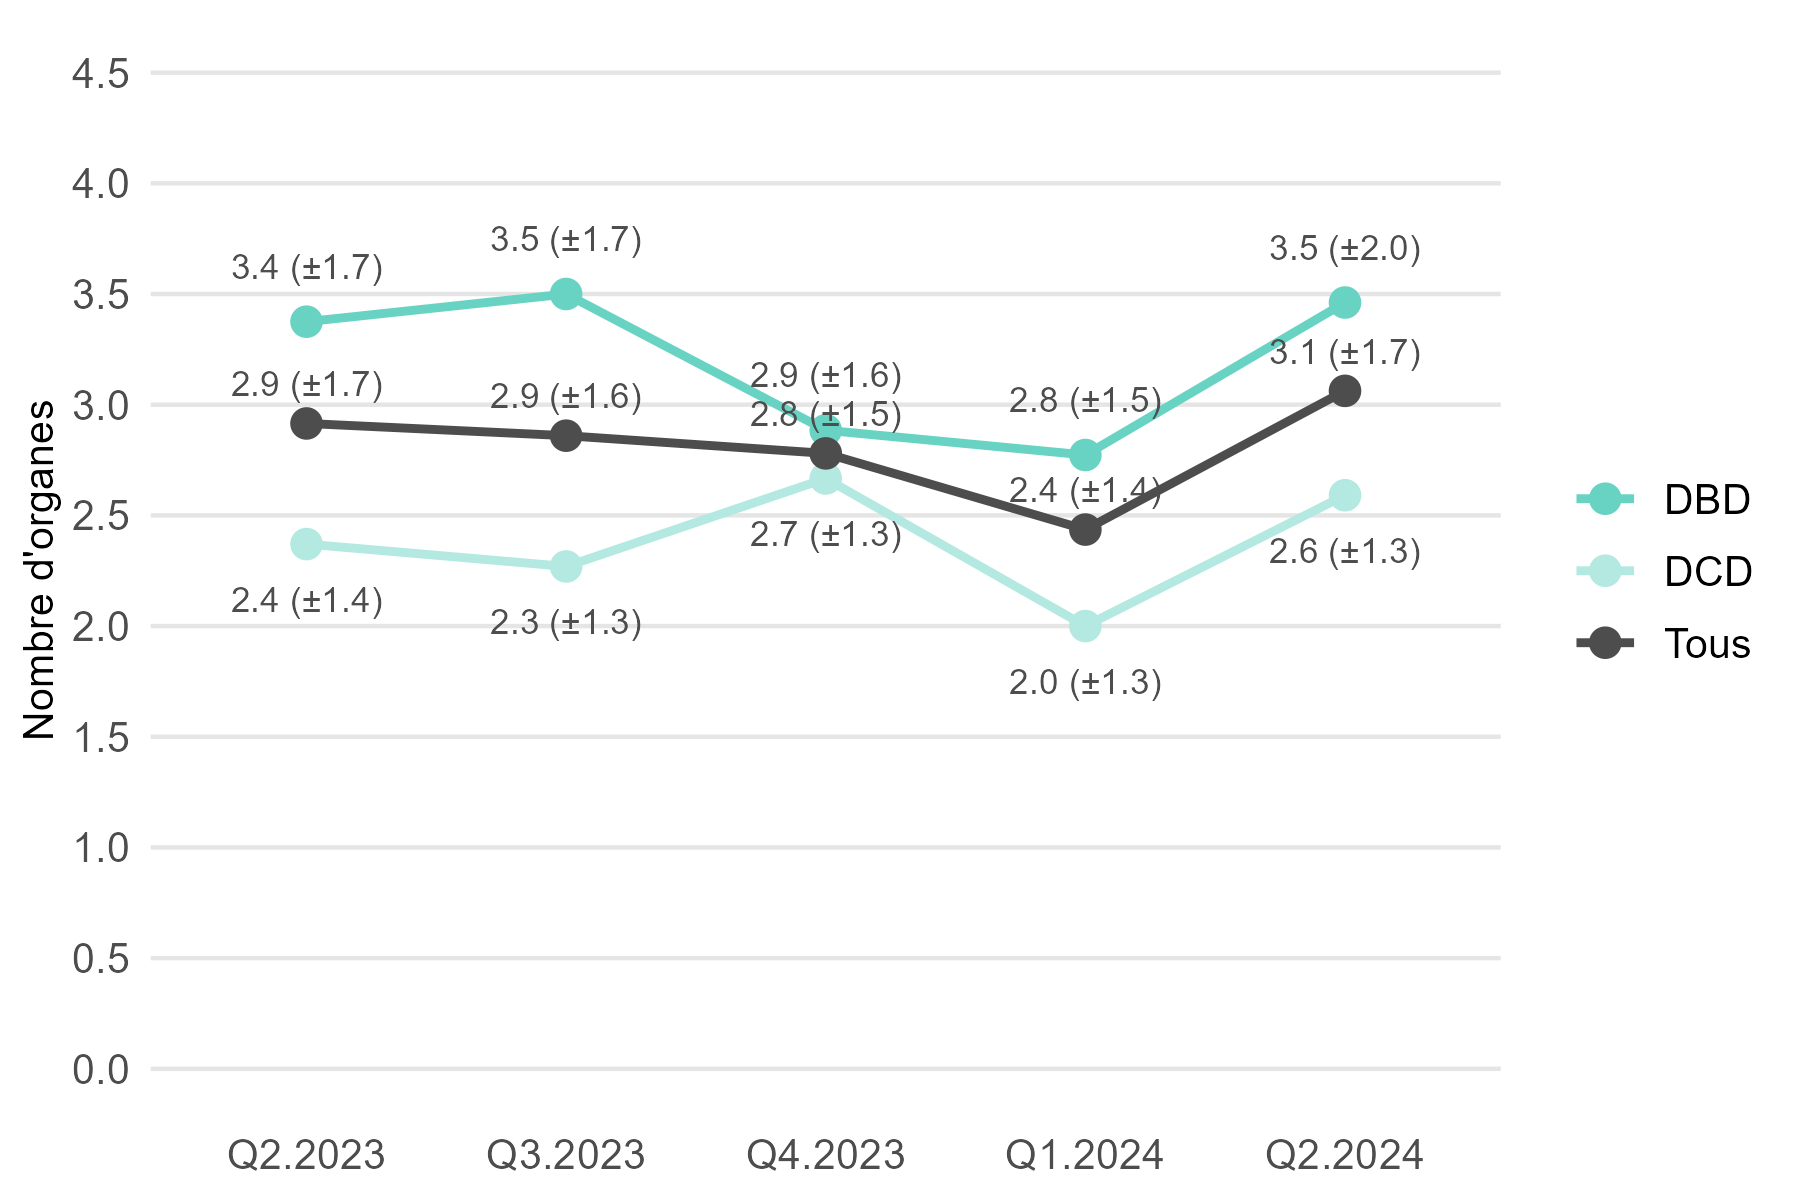 Nombre d'organes
4.5
4.0
3.5
3.0
2.5
2.0
1.5
1.0
0.5
0.0
3.4 (±1.7)
3.5 (±1.7)
2.9 (±1.6)
2.8 (±1.5)
3.5 (±2.0)
2.9 (±1.7)
2.9 (±1.6)
2.8 (±1.5)
2.4 (±1.4)
3.1 (±1.7)
2.4 (±1.4)
2.3 (±1.3)
2.7 (±1.3)
2.0 (±1.3)
2.6 (±1.3)
Q2.2023
Q3.2023
Q4.2023
Q1.2024
Q2.2024
DBD
DCD
Tous